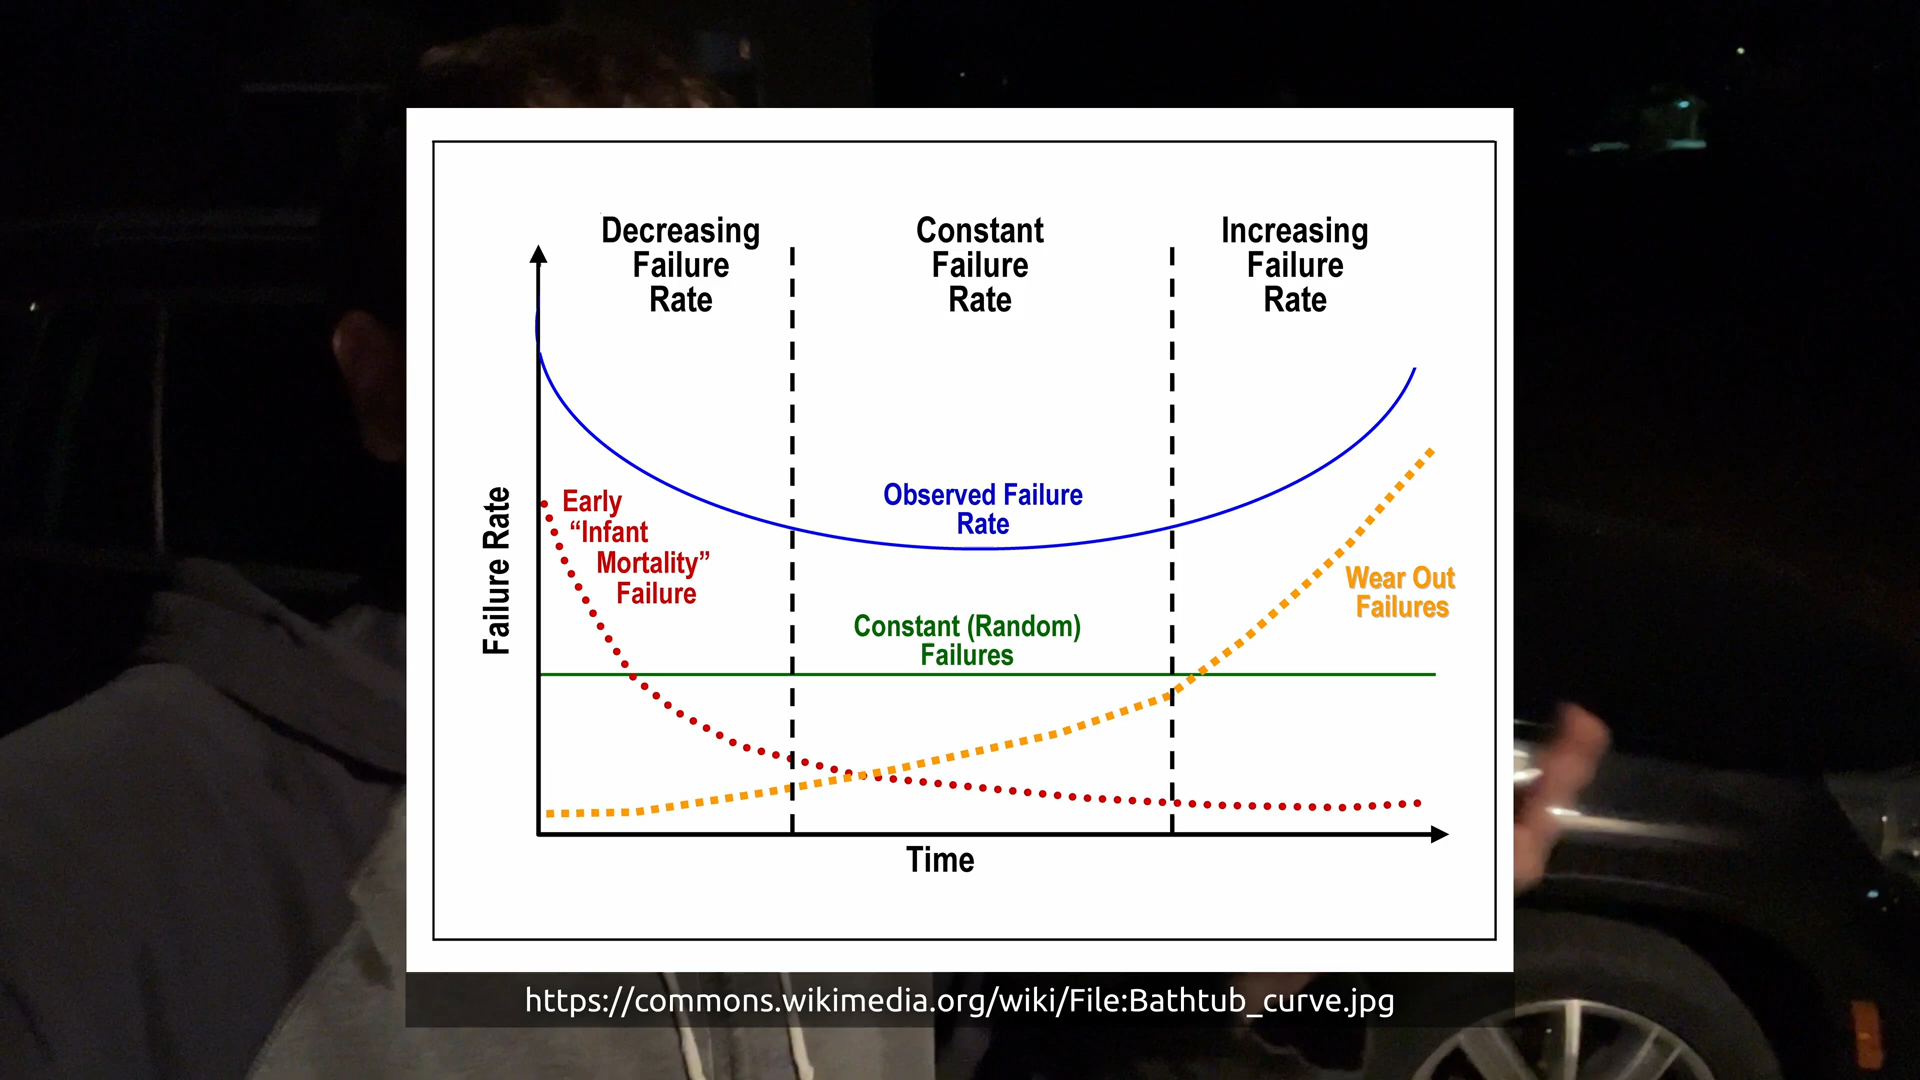 Decreasing
Failure
Rate
Constant
Failure
Rate
Increasing
Failure
Rate
Observed Failure
Rate
Early
“Infant
Mortality”
Failure
Wear Out
Failures
Constant (Random)
Failures
Failure Rate
Time
https://commons.wikimedia.org/wiki/File:Bathtub_curve.jpg